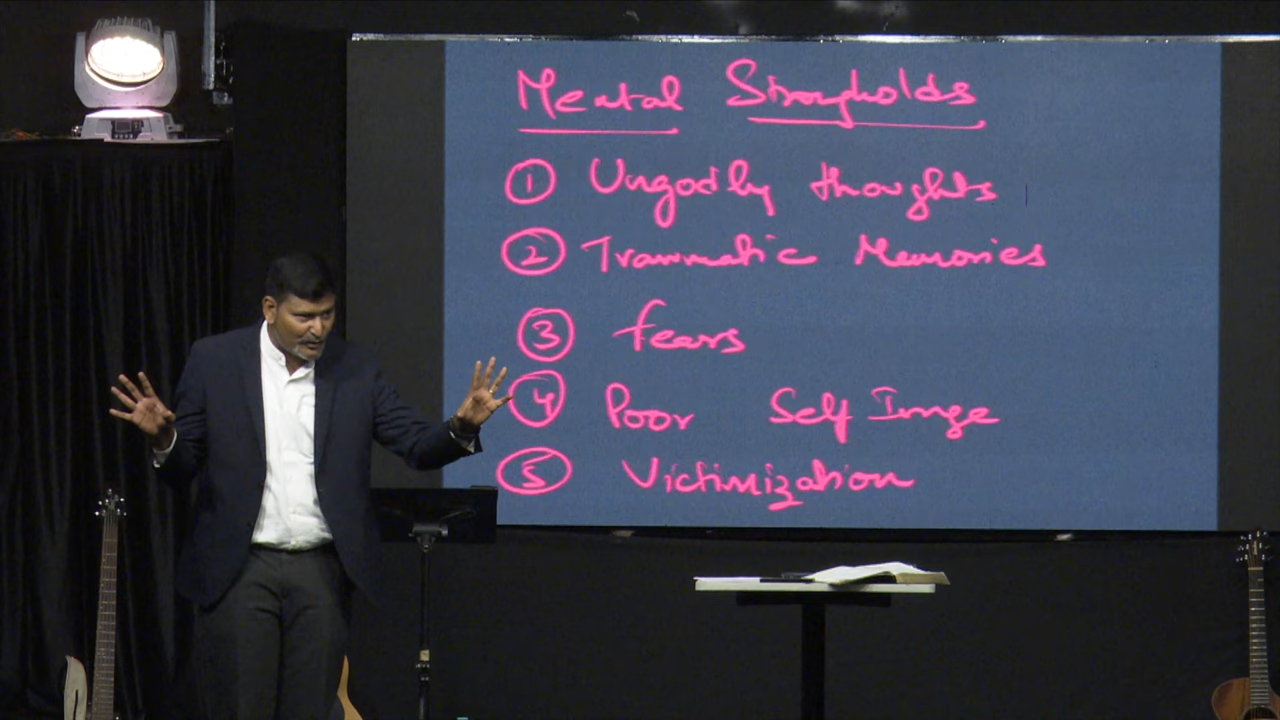 Mental Strongholds
① Ungodly thoughts
② Traumatic Memories
③ fears
④ Poor Self Image
⑤ Victimization